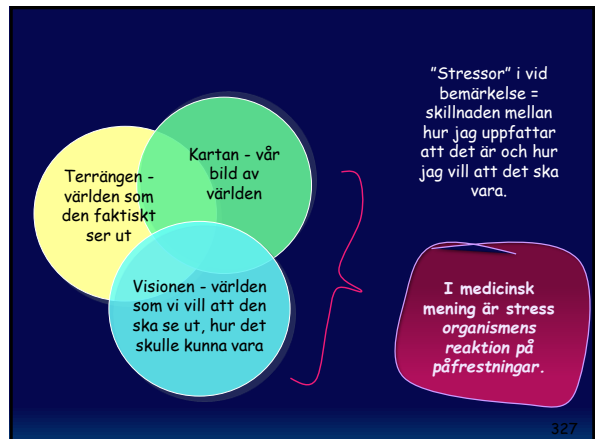 Terrängen -
världen som
den faktiskt
ser ut
Kartan - vår
bild av
världen
Visionen - världen
som vi vill att den
ska se ut, hur det
skulle kunna vara
”Stressor” i vid
bemärkelse =
skillnaden mellan
hur jag uppfattar
att det är och hur
jag vill att det ska
vara.
I medicinsk
mening är stress
organismens
reaktion på
påfrestningar.
327